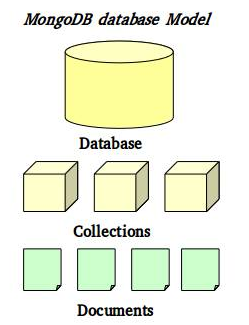 MongoDB database Model
Database
Collections
Documents